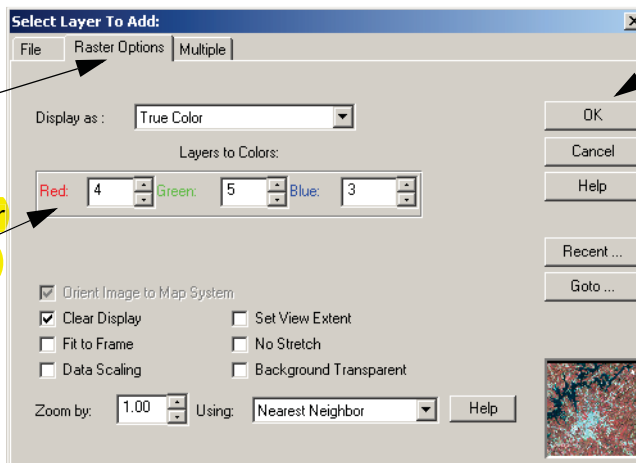 Select Layer To Add:
File Raster Options Multiple
Display as : True Color
Layers to Colors:
Red: 4 Green: 5 Blue: 3
OK
Cancel
Help
Recent ...
Goto ...
Orient Image to Map System
Clear Display Set View Extent
Fit to Frame No Stretch
Data Scaling Background Transparent
Zoom by: 1.00 Using: Nearest Neighbor Help